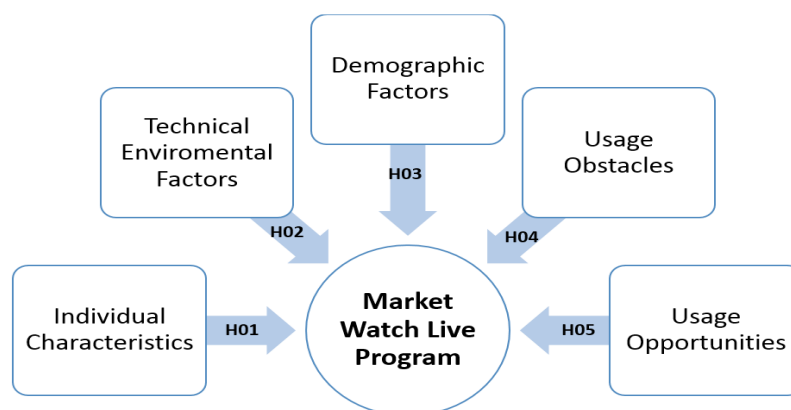 Demographic
Factors
Technical
Enviromental
Factors
Usage
Obstacles
H03
H02
H04
Individual
Characteristics
H01
Market
Watch Live
Program
H05
Usage
Opportunities